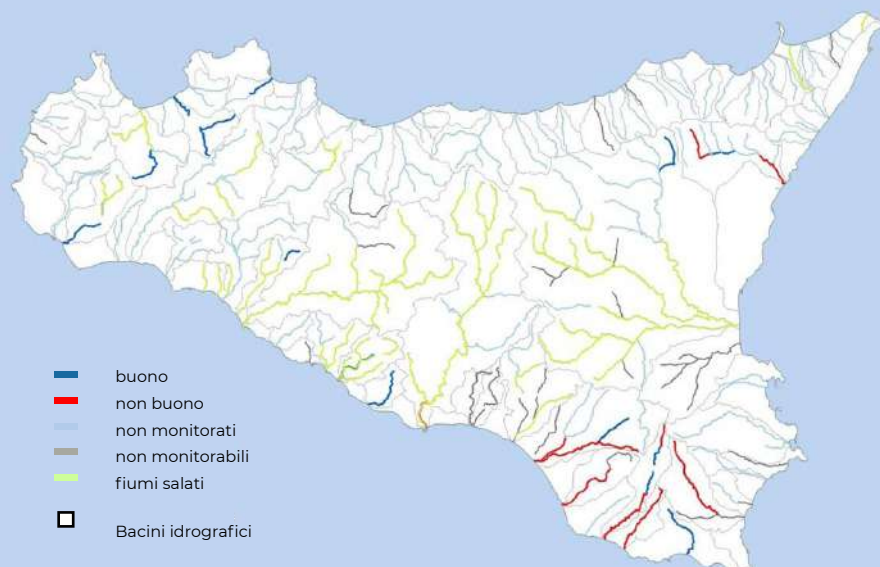 buono
non buono
non monitorati
non monitorabili
fiumi salati
Bacini idrografici